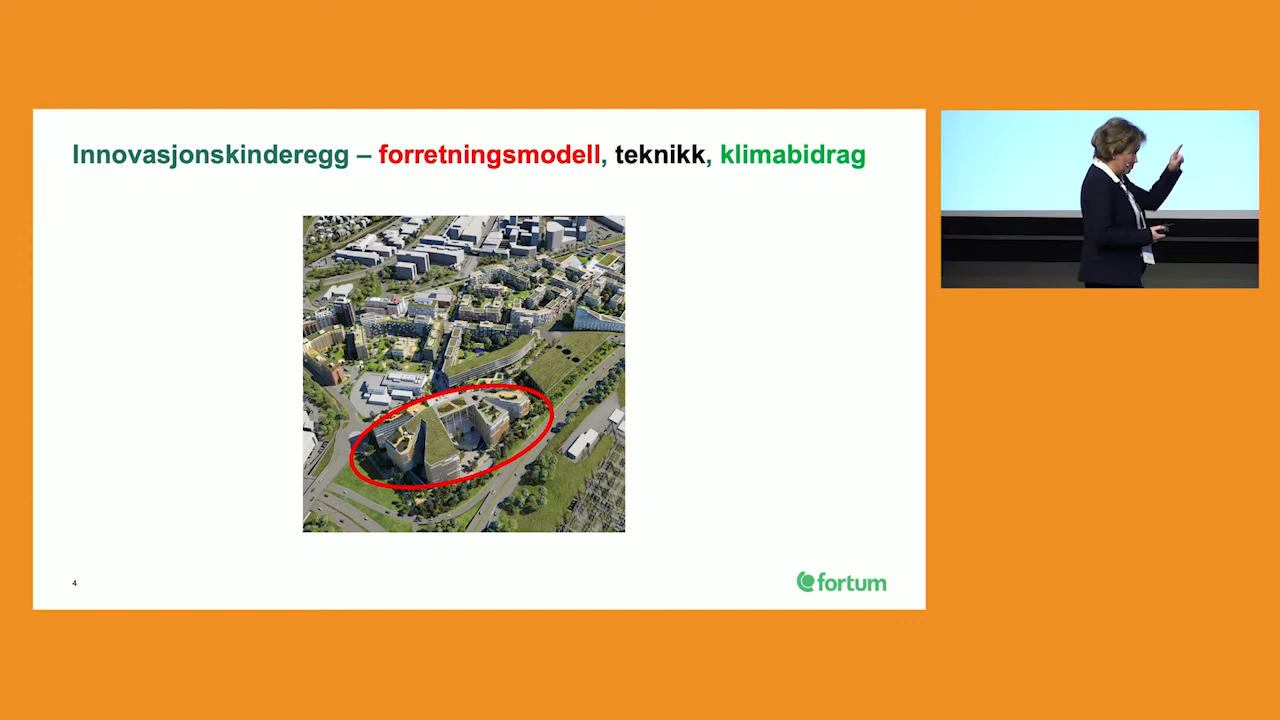 Innovasjonskinderegg – forretningsmodell, teknikk, klimabidrag
4
fortum